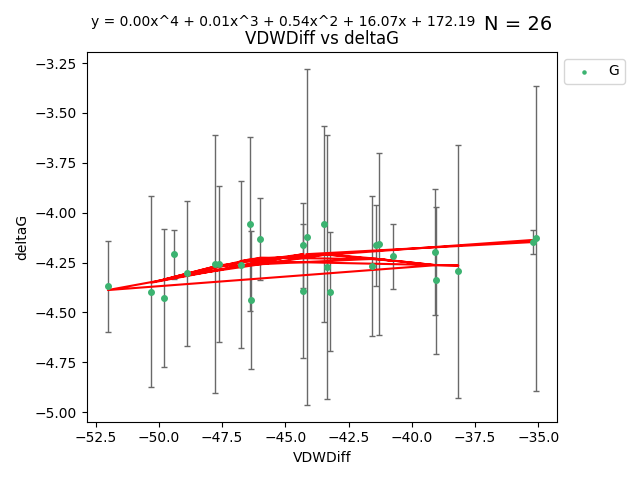 y = 0.00x^4 + 0.01x^3 + 0.54x^2 + 16.07x + 172.19
N = 26
VDWDiff vs deltaG
G
deltaG
−3.25
−3.50
−3.75
−4.00
−4.25
−4.50
−4.75
−5.00
−52.5 −50.0 −47.5 −45.0 −42.5 −40.0 −37.5 −35.0
VDWDiff